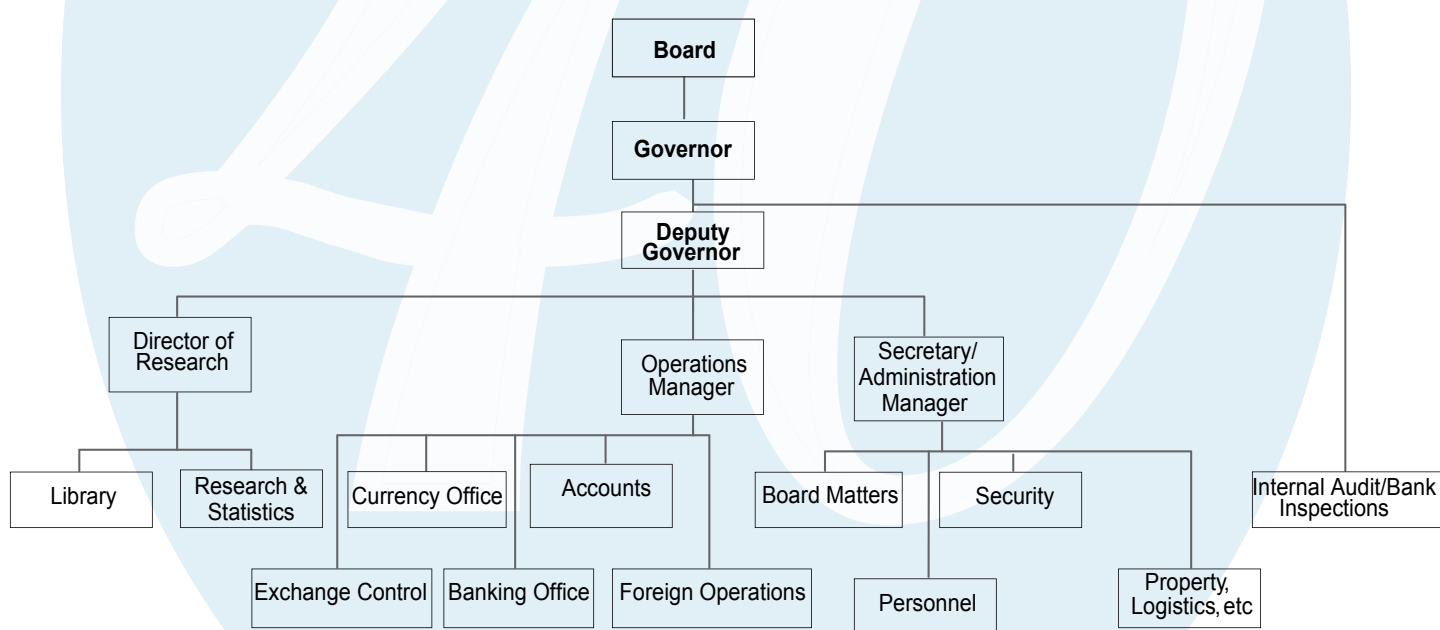 Board
Governor
Deputy
Governor
Director of
Research
Operations
Manager
Secretary/
Administration
Manager
Library
Research &
Statistics
Currency Office
Accounts
Board Matters
Security
Internal Audit/Bank
Inspections
Exchange Control
Banking Office
Foreign Operations
Personnel
Property,
Logistics, etc
40